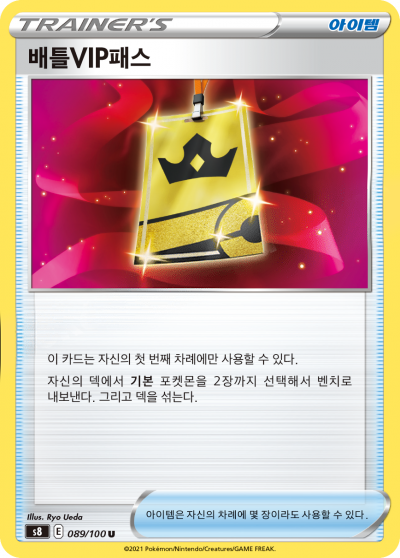 TRAINER'S 아이템
배틀VIP패스
이 카드는 자신의 첫 번째 차례에만 사용할 수 있다.
자신의 덱에서 기본 포켓몬을 2장까지 선택해서 벤치로
내보낸다. 그리고 덱을 섞는다.
Illus. Ryo Ueda
s8 E 089/100 U
아이템은 자신의 차례에 몇 장이라도 사용할 수 있다.
©2021 Pokémon/Nintendo/Creatures/GAME FREAK.